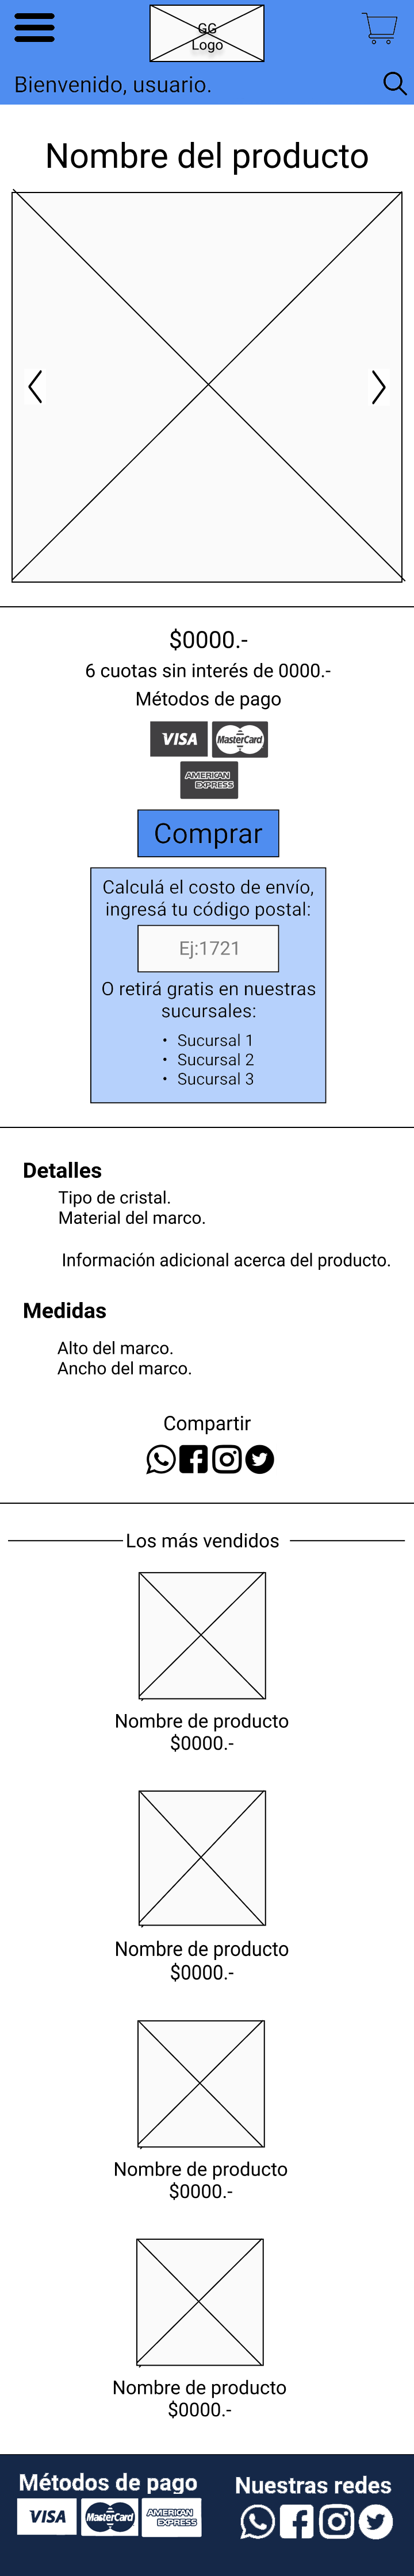 GG
Logo
Bienvenido, usuario.
Nombre del producto
$0000.-
6 cuotas sin interés de 0000.-
Métodos de pago
VISA MasterCard
AMERICAN
EXPRESS
Comprar
Calculá el costo de envío,
ingresá tu código postal:
Ej:1721
O retirá gratis en nuestras
sucursales:
• Sucursal 1
• Sucursal 2
• Sucursal 3
Detalles
Tipo de cristal.
Material del marco.
Información adicional acerca del producto.
Medidas
Alto del marco.
Ancho del marco.
Compartir
Los más vendidos
Nombre de producto
$0000.-
Nombre de producto
$0000.-
Nombre de producto
$0000.-
Nombre de producto
$0000.-
Métodos de pago
VISA MasterCard AMERICAN
EXPRESS
Nuestras redes